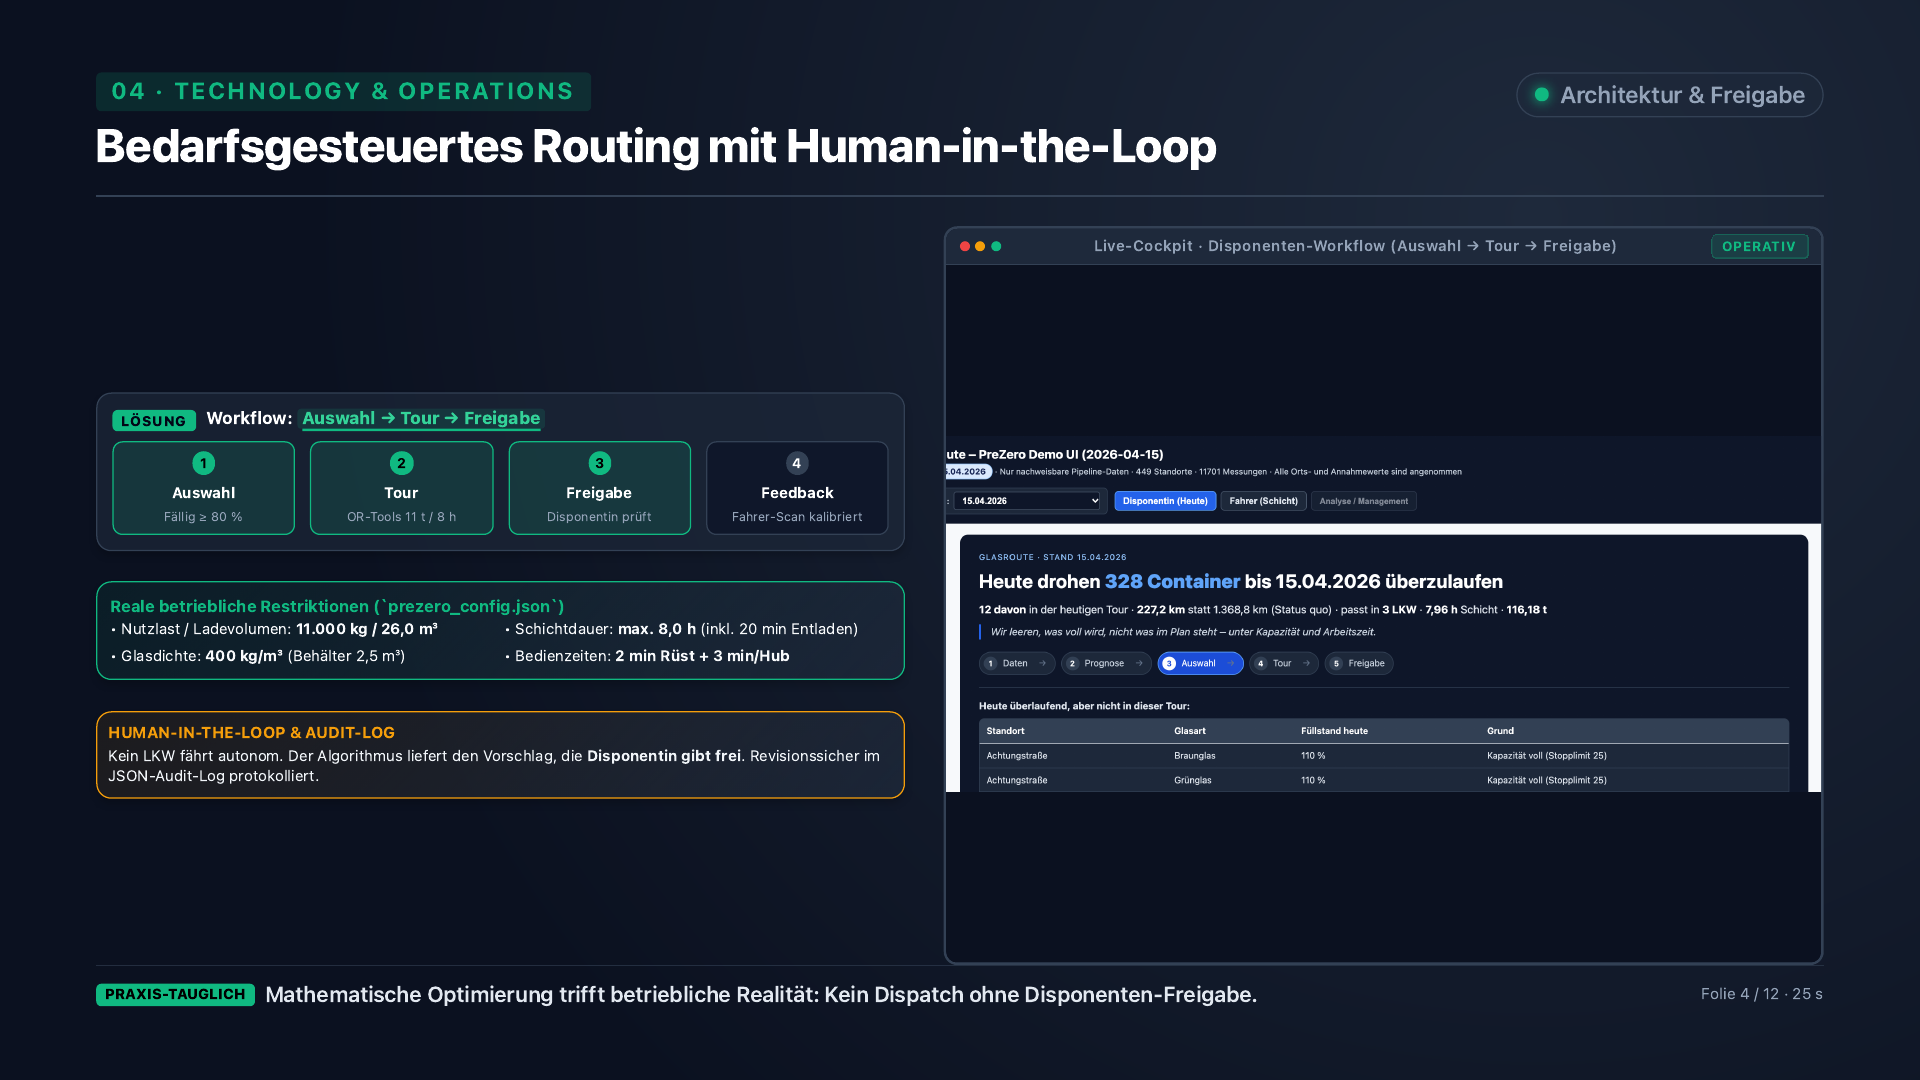 04 · TECHNOLOGY & OPERATIONS
Architektur & Freigabe
Bedarfsgesteuertes Routing mit Human-in-the-Loop
LÖSUNG Workflow: Auswahl → Tour → Freigabe
1 2 3 4
Auswahl Tour Freigabe Feedback
Fällig ≥ 80 % OR-Tools 11 t / 8 h Disponentin prüft Fahrer-Scan kalibriert
Reale betriebliche Restriktionen (`prezero_config.json`)
• Nutzlast / Ladevolumen: 11.000 kg / 26,0 m³ • Schichtdauer: max. 8,0 h (inkl. 20 min Entladen)
• Glasdichte: 400 kg/m³ (Behälter 2,5 m³) • Bedienzeiten: 2 min Rüst + 3 min/Hub
HUMAN-IN-THE-LOOP & AUDIT-LOG
Kein LKW fährt autonom. Der Algorithmus liefert den Vorschlag, die Disponentin gibt frei. Revisionssicher im
JSON-Audit-Log protokolliert.
Live-Cockpit · Disponenten-Workflow (Auswahl → Tour → Freigabe) OPERATIV
ute – PreZero Demo UI (2026-04-15)
5.04.2026 · Nur nachweisbare Pipeline-Daten · 449 Standorte · 11701 Messungen · Alle Orts- und Annahmewerte sind angenommen
: 15.04.2026 Disponentin (Heute) Fahrer (Schicht) Analyse / Management
GLASROUTE · STAND 15.04.2026
Heute drohen 328 Container bis 15.04.2026 überzulaufen
12 davon in der heutigen Tour · 227,2 km statt 1.368,8 km (Status quo) · passt in 3 LKW · 7,96 h Schicht · 116,18 t
Wir leeren, was voll wird, nicht was im Plan steht – unter Kapazität und Arbeitszeit.
1 Daten → 2 Prognose → 3 Auswahl → 4 Tour → 5 Freigabe
Heute überlaufend, aber nicht in dieser Tour:
Standort Glasart Füllstand heute Grund
Achtungstraße Braunglas 110 % Kapazität voll (Stopplimit 25)
Achtungstraße Grünglas 110 % Kapazität voll (Stopplimit 25)
PRAXIS-TAUGLICH Mathematische Optimierung trifft betriebliche Realität: Kein Dispatch ohne Disponenten-Freigabe.
Folie 4 / 12 · 25 s